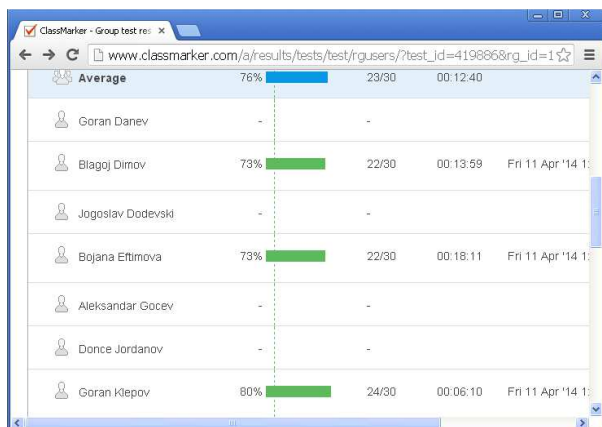 ClassMarker - Group test res
www.classmarker.com/a/results/tests/test/rgusers/?test_id=419886&rg_id=1
Average 76% 23/30 00:12:40
Goran Danev - -
Blagoj Dimov 73% 22/30 00:13:59 Fri 11 Apr '14 1
Jogoslav Dodevski - -
Bojana Eftimova 73% 22/30 00:18:11 Fri 11 Apr '14 1
Aleksandar Gocev - -
Donce Jordanov - -
Goran Klepov 80% 24/30 00:06:10 Fri 11 Apr '14 1